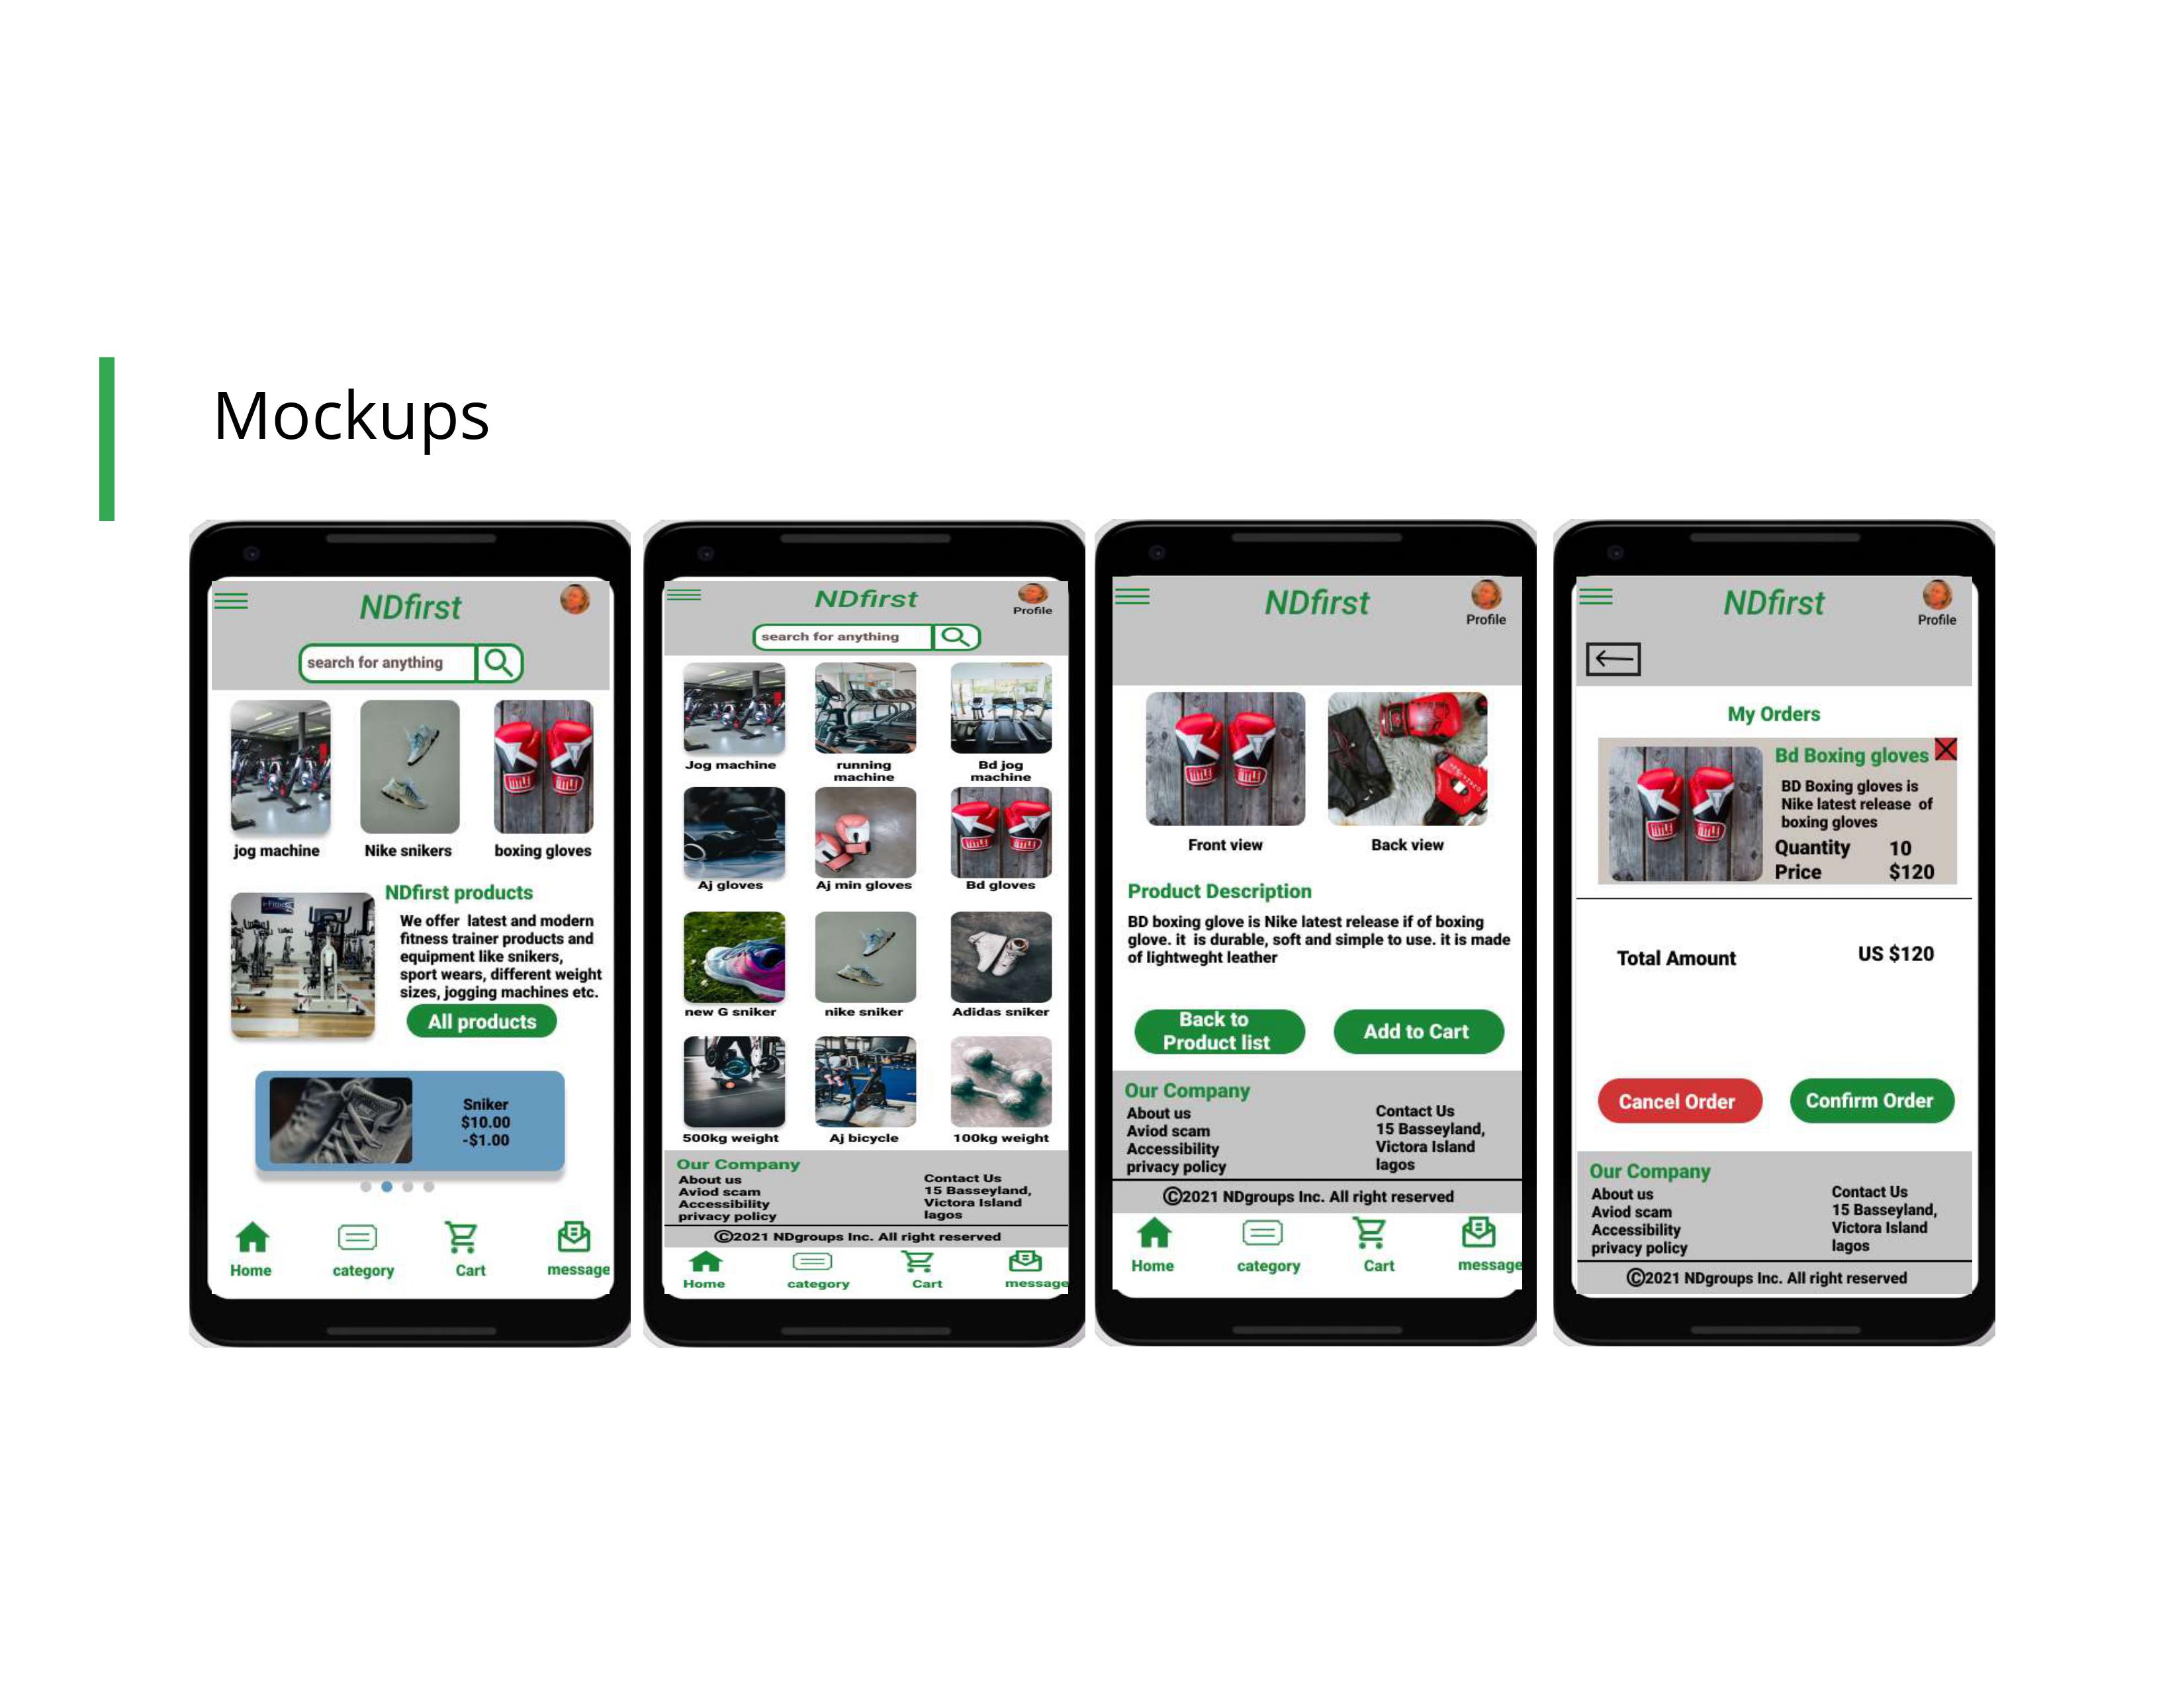 Mockups
NDfirst
search for anything
jog machine
Nike snikers
boxing gloves
NDfirst products
We offer latest and modern
fitness trainer products and
equipment like snikers,
sport wears, different weight
sizes, jogging machines etc.
All products
Sniker
$10.00
-$1.00
Home
category
Cart
message
NDfirst
Profile
search for anything
Jog machine
running
machine
Bd jog
machine
Aj gloves
Aj min gloves
Bd gloves
new G sniker
nike sniker
Adidas sniker
500kg weight
Aj bicycle
100kg weight
Our Company
About us
Aviod scam
Accessibility
privacy policy
Contact Us
15 Basseyland,
Victora Island
lagos
©2021 NDgroups Inc. All right reserved
Home
category
Cart
message
NDfirst
Profile
Front view
Back view
Product Description
BD boxing glove is Nike latest release if of boxing
glove. it is durable, soft and simple to use. it is made
of lightweght leather
Back to
Product list
Add to Cart
Our Company
About us
Aviod scam
Accessibility
privacy policy
Contact Us
15 Basseyland,
Victora Island
lagos
©2021 NDgroups Inc. All right reserved
Home
category
Cart
message
NDfirst
Profile
My Orders
Bd Boxing gloves
BD Boxing gloves is
Nike latest release of
boxing gloves
Quantity 10
Price $120
Total Amount US $120
Cancel Order
Confirm Order
Our Company
About us
Aviod scam
Accessibility
privacy policy
Contact Us
15 Basseyland,
Victora Island
lagos
©2021 NDgroups Inc. All right reserved